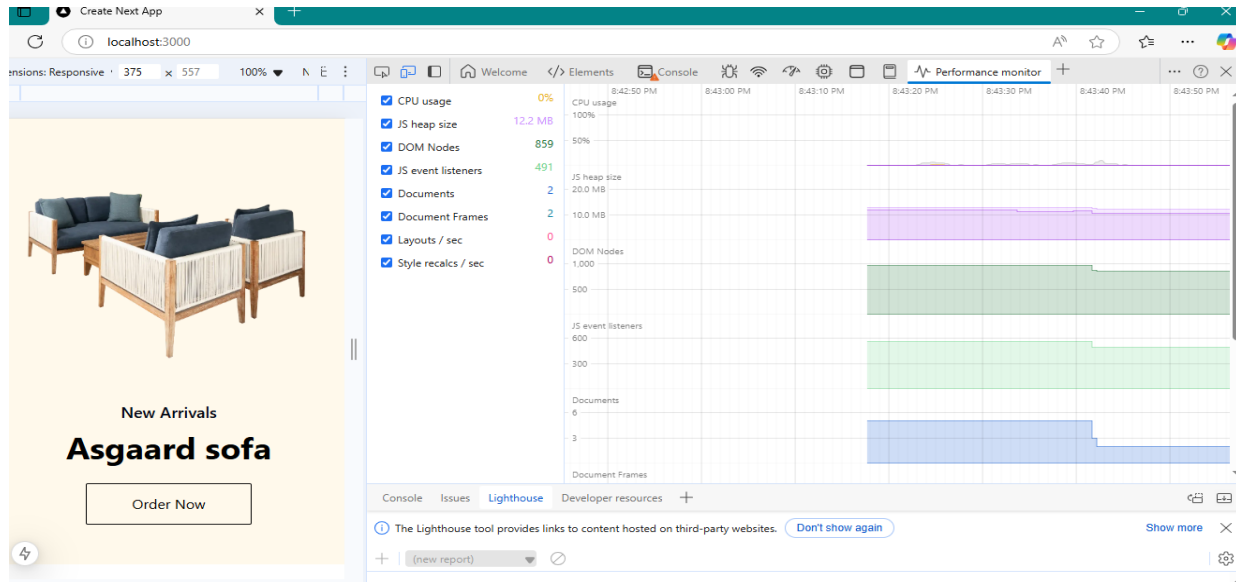 Create Next App
localhost:3000
ensions: Responsive 375 x 557 100% N
Welcome Elements Console Performance monitor
CPU usage 0%
JS heap size 12.2 MB
DOM Nodes 859
JS event listeners 491
Documents 2
Document Frames 2
Layouts / sec 0
Style recalcs / sec 0
8:42:50 PM 8:43:00 PM 8:43:10 PM 8:43:20 PM 8:43:30 PM 8:43:40 PM 8:43:50 PM
CPU usage
100%
50%
JS heap size
20.0 MB
10.0 MB
DOM Nodes
1,000
500
JS event listeners
600
300
Documents
6
3
Document Frames
New Arrivals
Asgaard sofa
Order Now
Console Issues Lighthouse Developer resources
The Lighthouse tool provides links to content hosted on third-party websites. Don't show again Show more
(new report)